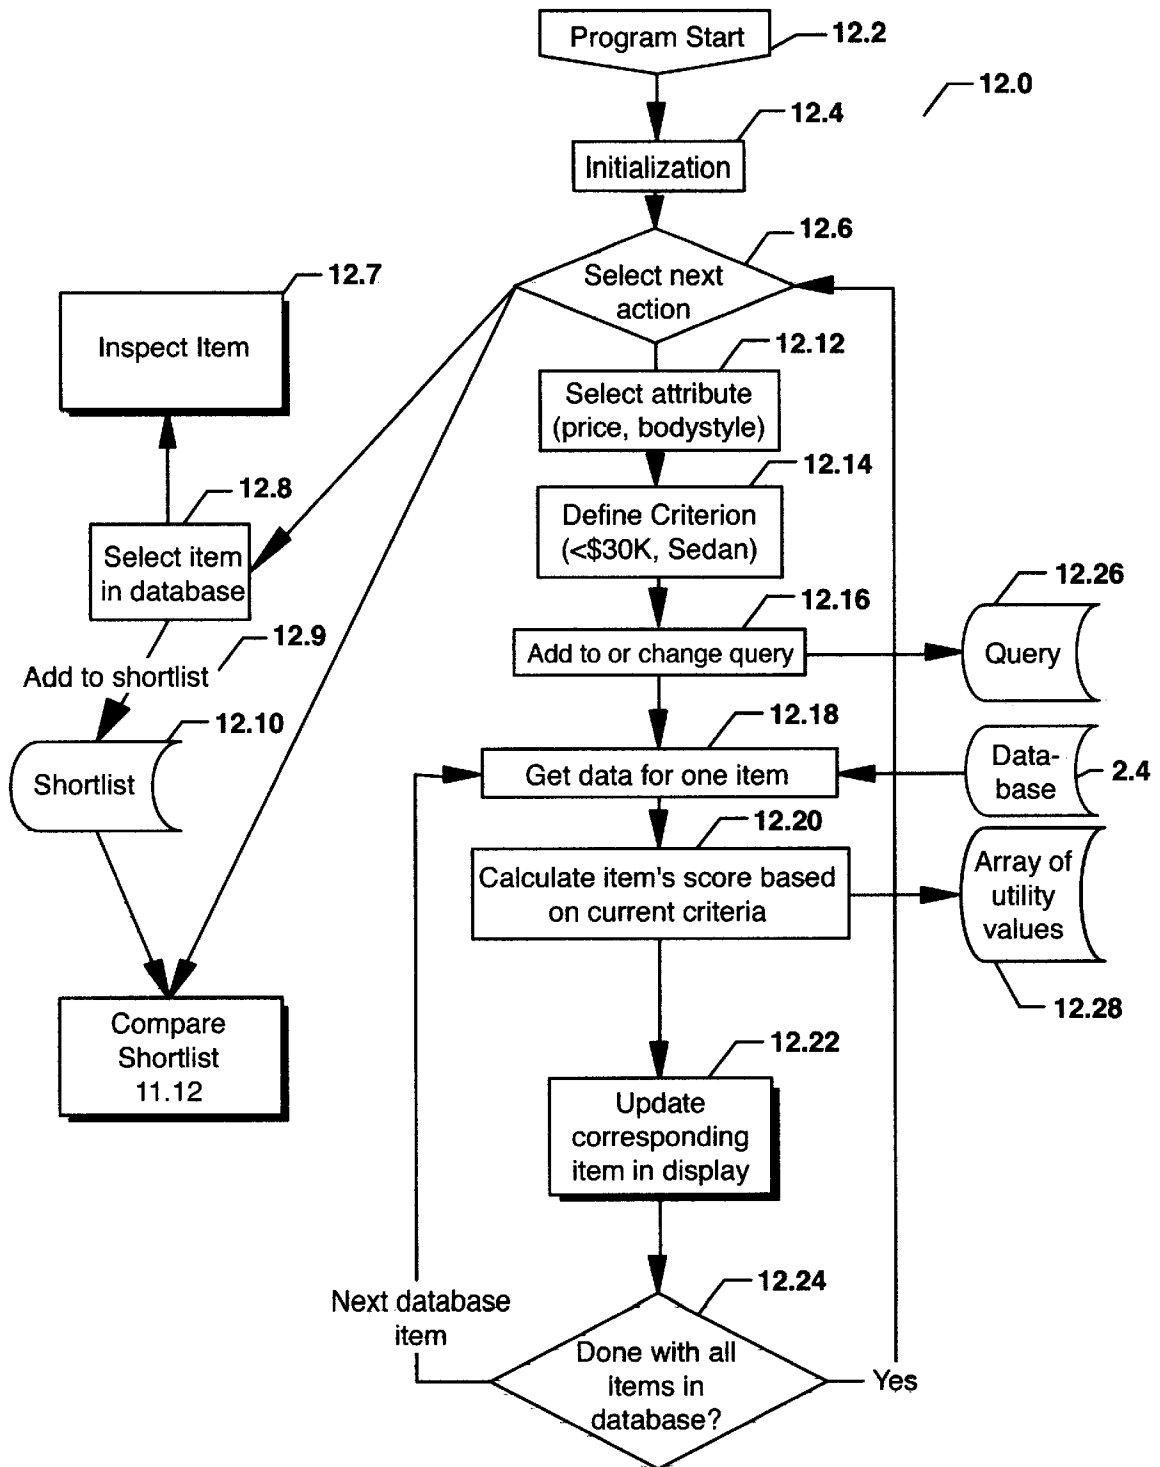 Program Start
12.2
12.0
12.4
Initialization
12.6
Select next
action
12.7
Inspect Item
12.12
Select attribute
(price, bodystyle)
12.14
Define Criterion
(<$30K, Sedan)
12.8
Select item
in database
12.16
Add to or change query
12.26
Query
12.9
Add to shortlist
12.10
Shortlist
12.18
Get data for one item
Data-
base
2.4
12.20
Calculate item's score based
on current criteria
Array of
utility
values
12.28
Compare
Shortlist
11.12
12.22
Update
corresponding
item in display
12.24
Next database
item
Done with all
items in
database?
Yes